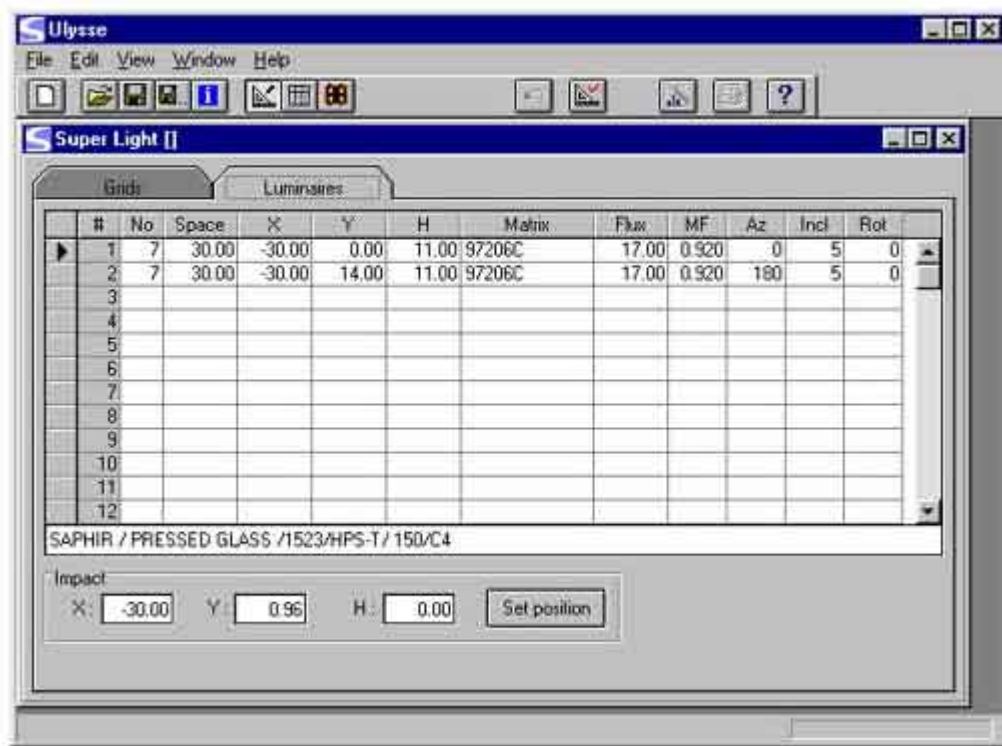 Ulysse
File Edit View Window Help
Super Light []
Grids Luminaires
# No Space X Y H Matrix Flux MF Az Incl Rot
1 7 30.00 -30.00 0.00 11.00 97206C 17.00 0.920 0 5 0
2 7 30.00 -30.00 14.00 11.00 97206C 17.00 0.920 180 5 0
3
4
5
6
7
8
9
10
11
12
SAPHIR / PRESSED GLASS /1523/HPS-T/ 150/C4
Impact
X: -30.00 Y: 0.96 H: 0.00 Set position